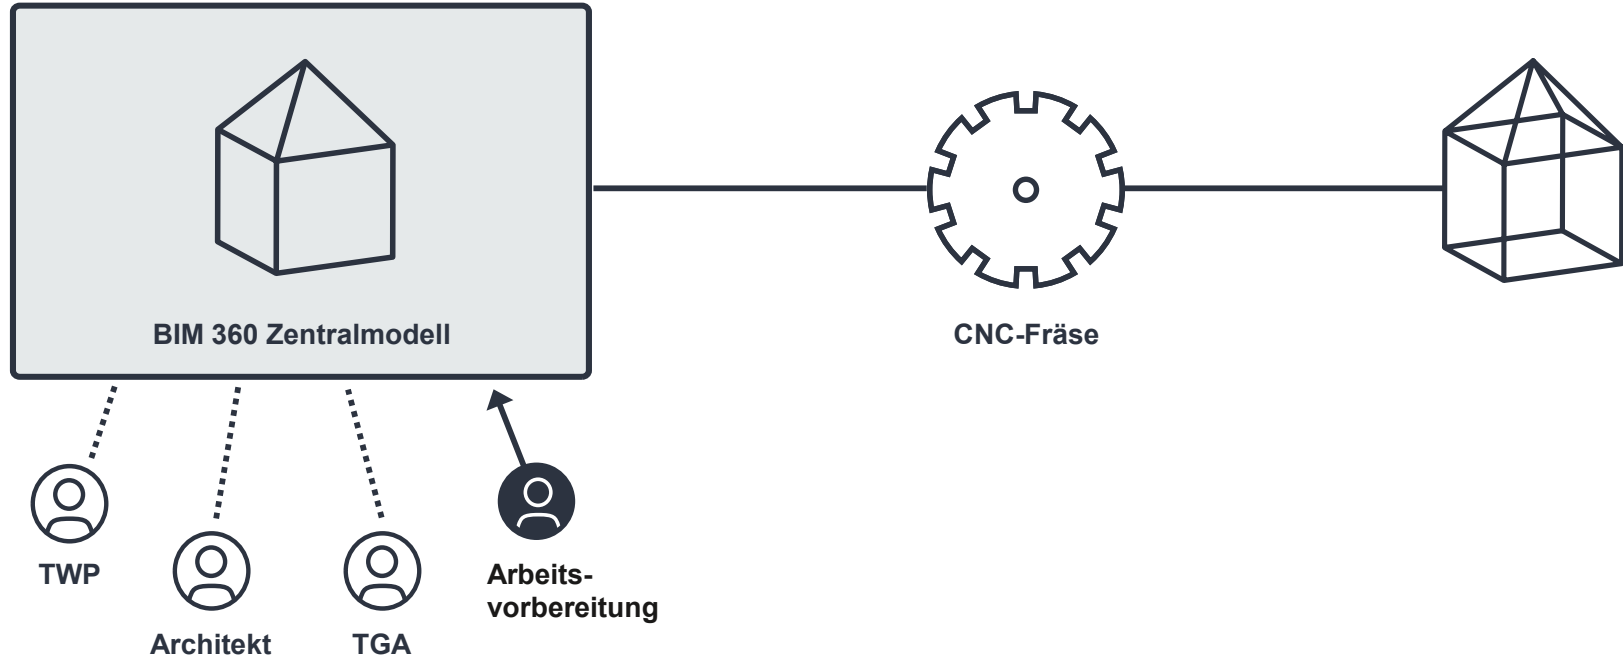 BIM 360 Zentralmodell
CNC-Fräse
TWP
Architekt
TGA
Arbeits-
vorbereitung